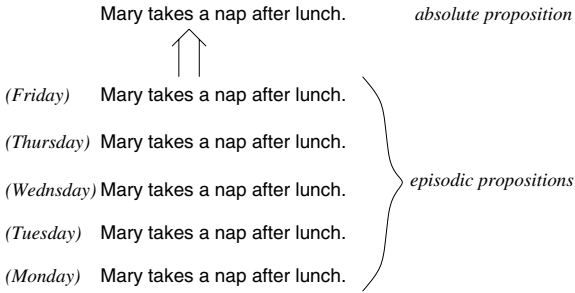 Mary takes a nap after lunch. absolute proposition
(Friday) Mary takes a nap after lunch.
(Thursday) Mary takes a nap after lunch.
(Wednsday) Mary takes a nap after lunch. episodic propositions
(Tuesday) Mary takes a nap after lunch.
(Monday) Mary takes a nap after lunch.